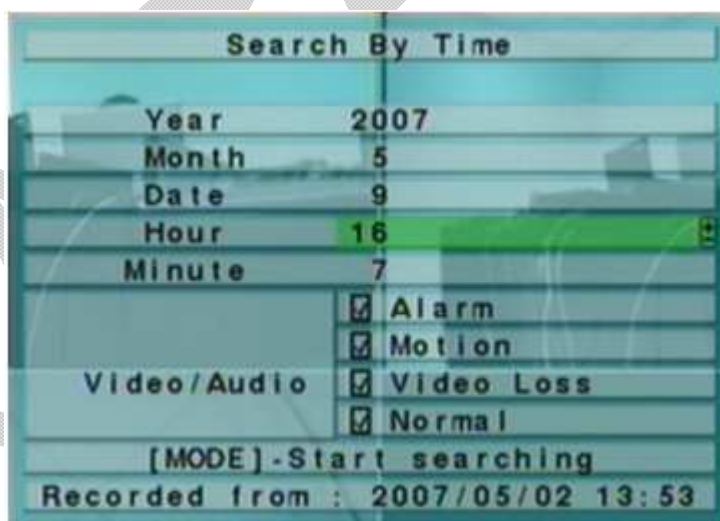 Search By Time
Year 2007
Month 5
Date 9
Hour 16
Minute 7
Video/Audio
Alarm
Motion
Video Loss
Normal
[MODE]-Start searching
Recorded from : 2007/05/02 13:53